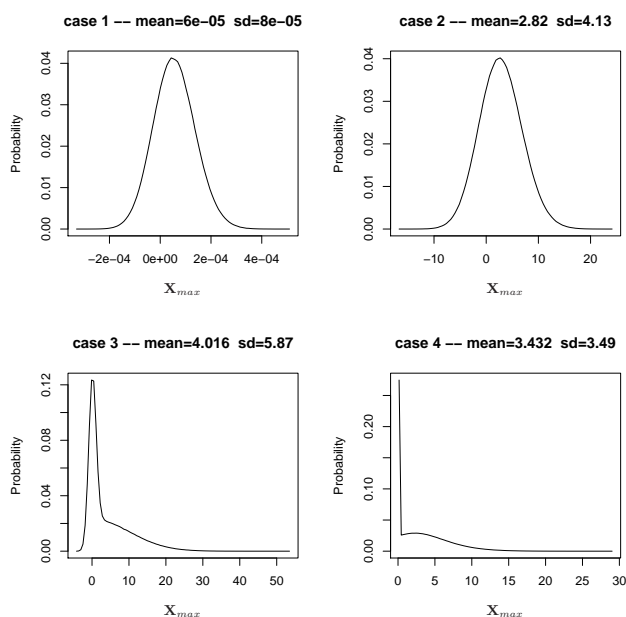 case 1 −− mean=6e−05 sd=8e−05
Probability
0.00
0.01
0.02
0.03
0.04
−2e−04
0e+00
2e−04
4e−04
Xmax
case 2 −− mean=2.82 sd=4.13
Probability
0.00
0.01
0.02
0.03
0.04
−10
0
10
20
Xmax
case 3 −− mean=4.016 sd=5.87
Probability
0.00
0.04
0.08
0.12
0
10
20
30
40
50
Xmax
case 4 −− mean=3.432 sd=3.49
Probability
0.00
0.10
0.20
0
5
10
15
20
25
30
Xmax